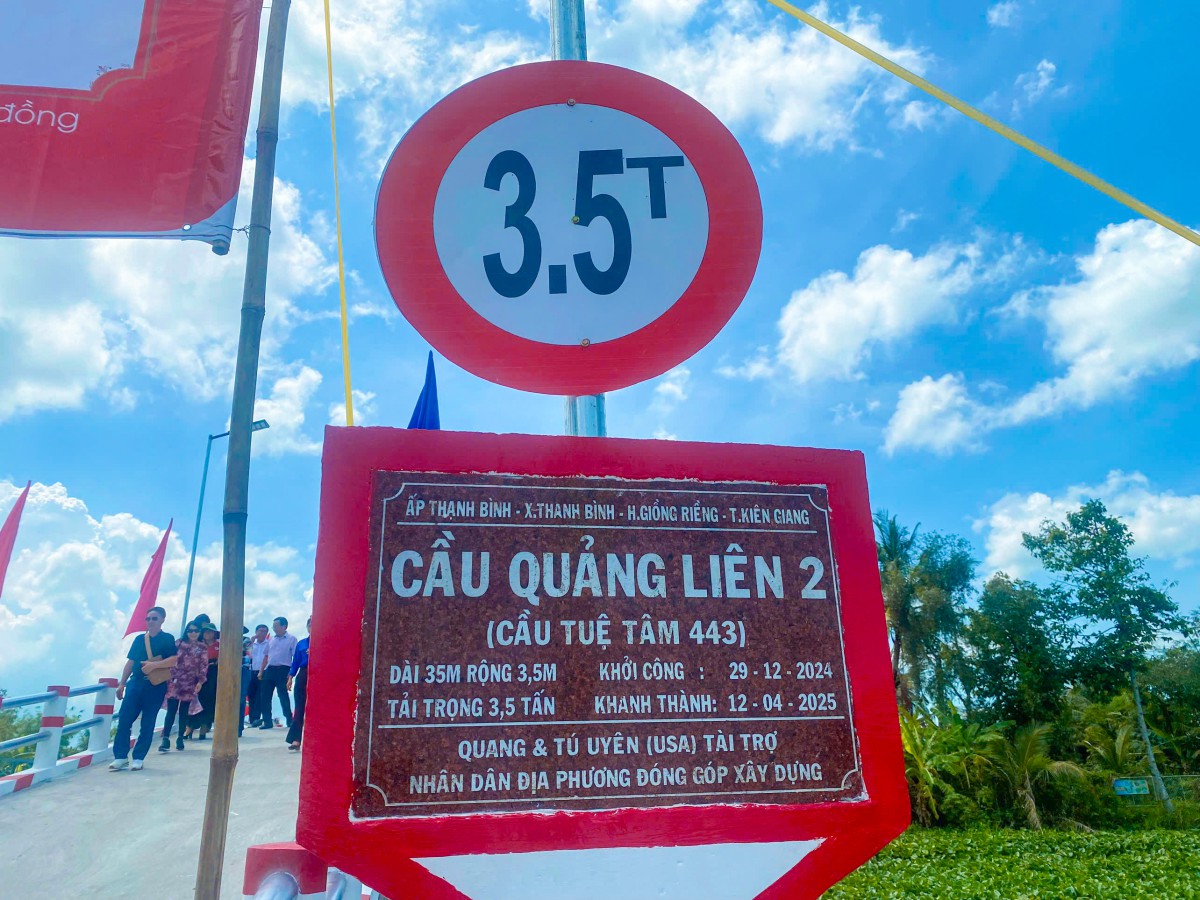 đồng
3.5T
ẤP THẠNH BÌNH - X.THANH BÌNH - H.GIỒNG RIỀNG - T.KIÊN GIANG
CẦU QUẢNG LIÊN 2
(CẦU TUỆ TÂM 443)
DÀI 35M RỘNG 3,5M KHỞI CÔNG : 29 - 12 - 2024
TẢI TRỌNG 3,5 TẤN KHANH THÀNH: 12 - 04 - 2025
QUANG & TÚ UYÊN (USA) TÀI TRỢ
NHÂN DÂN ĐỊA PHƯƠNG ĐÓNG GÓP XÂY DỰNG